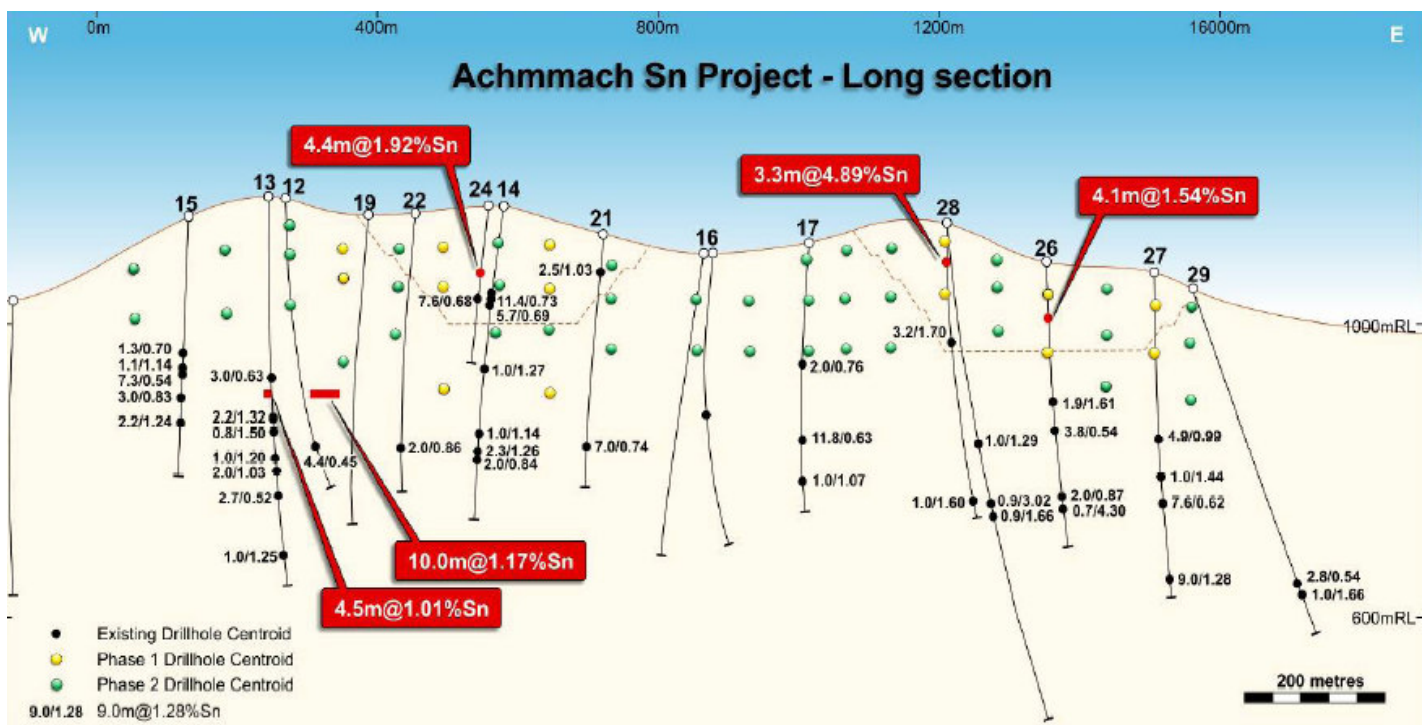 W
0m
400m
800m
1200m
16000m
E
Achmmach Sn Project - Long section
4.4m@1.92%Sn
3.3m@4.89%Sn
4.1m@1.54%Sn
15
13
12
19
22
24
14
21
16
17
28
26
27
29
2.5/1.03
7.6/0.68
11.4/0.73
5.7/0.69
1000mRL
1.3/0.70
1.1/1.14
7.3/0.54
3.0/0.83
2.2/1.24
3.0/0.63
2.2/1.32
0.8/1.50
1.0/1.20
2.0/1.03
2.7/0.52
1.0/1.25
4.4/0.45
2.0/0.86
1.0/1.27
1.0/1.14
2.3/1.26
2.0/0.84
7.0/0.74
2.0/0.76
11.8/0.63
1.0/1.07
3.2/1.70
1.0/1.29
1.0/1.60
0.9/3.02
0.9/1.66
1.9/1.61
3.8/0.54
2.0/0.87
0.7/4.30
4.9/0.99
1.0/1.44
7.6/0.62
9.0/1.28
2.8/0.54
1.0/1.66
10.0m@1.17%Sn
4.5m@1.01%Sn
600mRL
Existing Drillhole Centroid
Phase 1 Drillhole Centroid
Phase 2 Drillhole Centroid
9.0/1.28 9.0m@1.28%Sn
200 metres